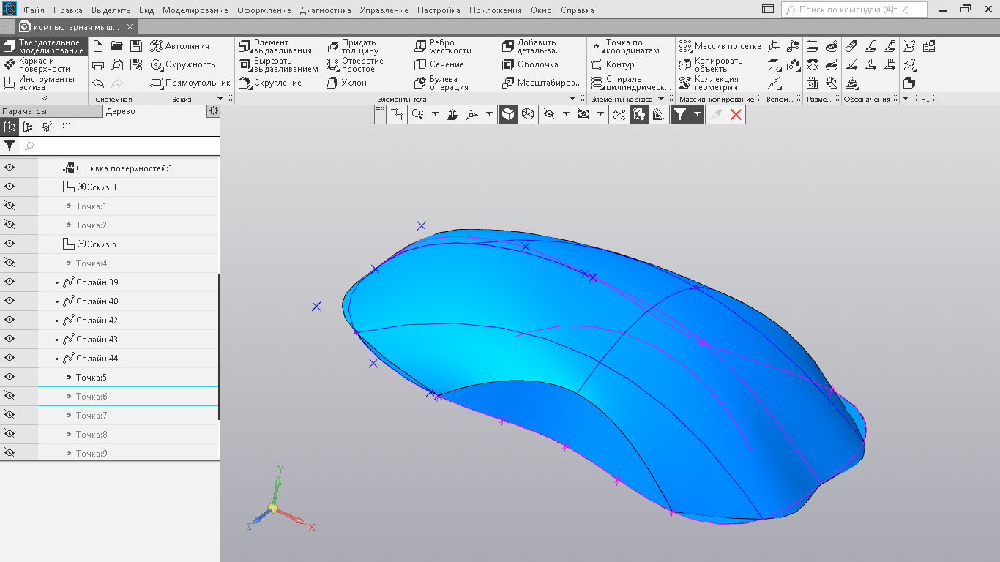 Файл Правка Выделить Вид Моделирование Оформление Диагностика Управление Настройка Приложения Окно Справка
Поиск по командам (Alt+/)
компьютерная мыш...
Твердотельное
моделирование
Каркас и
поверхности
Инструменты
эскиза
Системная
Автолиния
Окружность
Прямоугольник
Эскиз
Элемент
выдавливания
Вырезать
выдавливанием
Скругление
Придать
толщину
Отверстие
простое
Уклон
Ребро
жесткости
Сечение
Булева
операция
Добавить
деталь-за...
Оболочка
Масштабиров...
Элементы тела
Точка по
координатам
Контур
Спираль
цилиндрическ...
Элементы каркаса
Массив по сетке
Копировать
объекты
Коллекция
геометрии
Массив, копирование
Вспом...
Разме...
Обозначения
Ч...
Параметры
Дерево
Сшивка поверхностей:1
(+)Эскиз:3
Точка:1
Точка:2
(-)Эскиз:5
Точка:4
Сплайн:39
Сплайн:40
Сплайн:42
Сплайн:43
Сплайн:44
Точка:5
Точка:6
Точка:7
Точка:8
Точка:9
Y
Z
X